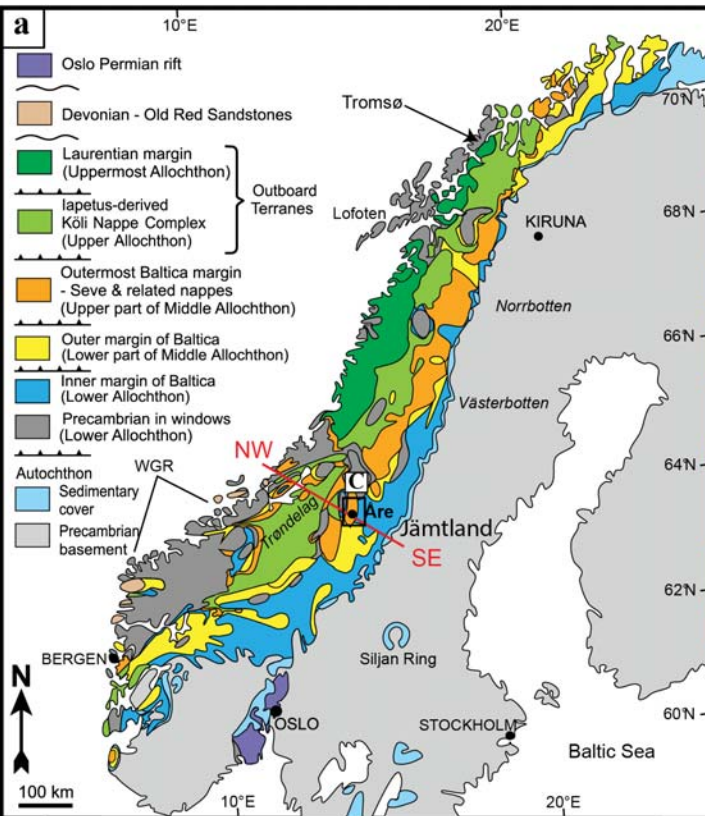 a
10°E
20°E
Oslo Permian rift
Devonian - Old Red Sandstones
Laurentian margin
(Uppermost Allochthon)
Outboard
Terranes
Iapetus-derived
Köli Nappe Complex
(Upper Allochthon)
Outermost Baltica margin
- Seve & related nappes
(Upper part of Middle Allochthon)
Outer margin of Baltica
(Lower part of Middle Allochthon)
Inner margin of Baltica
(Lower Allochthon)
Precambrian in windows
(Lower Allochthon)
Autochthon
Sedimentary
cover
Precambrian
basement
WGR
Tromsø
70°N
Lofoten
68°N
KIRUNA
Norrbotten
66°N
Västerbotten
NW
64°N
C
Åre
Trøndelag
Jämtland
SE
62°N
BERGEN
Siljan Ring
N
60°N
OSLO
STOCKHOLM
Baltic Sea
100 km
10°E
20°E